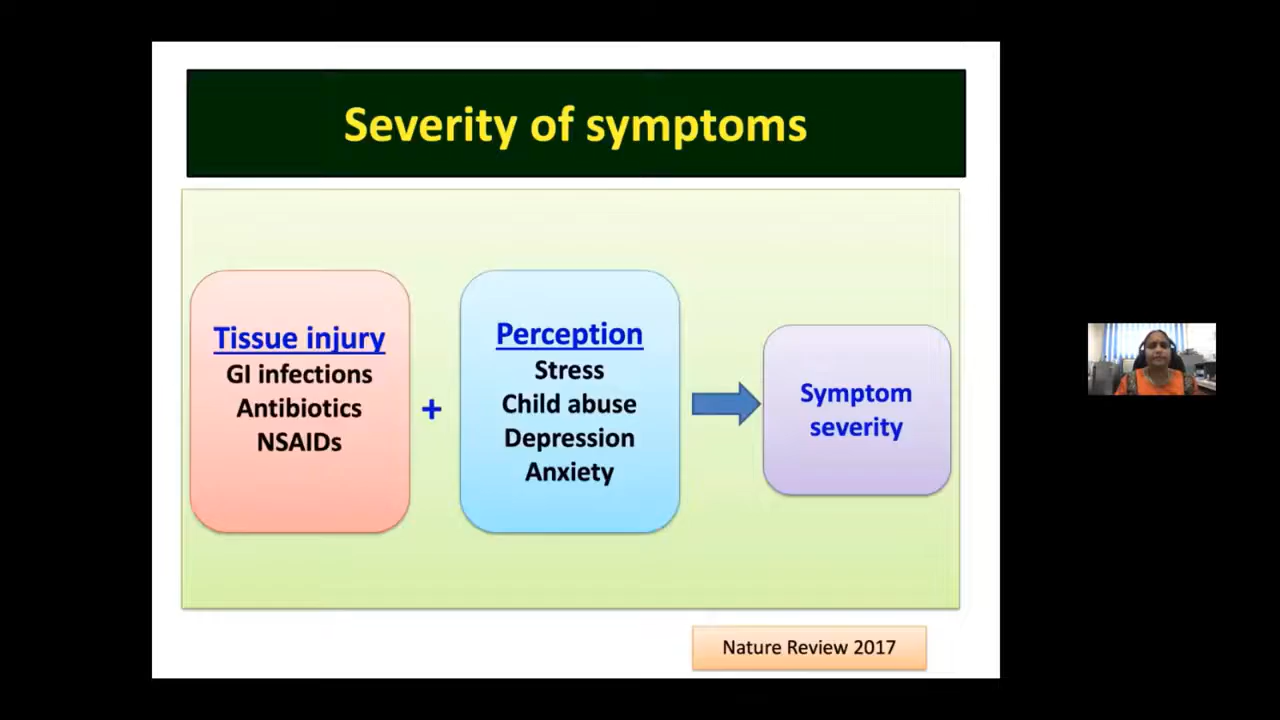 Severity of symptoms
Tissue injury
GI infections
Antibiotics
NSAIDs
+
Perception
Stress
Child abuse
Depression
Anxiety
Symptom
severity
Nature Review 2017